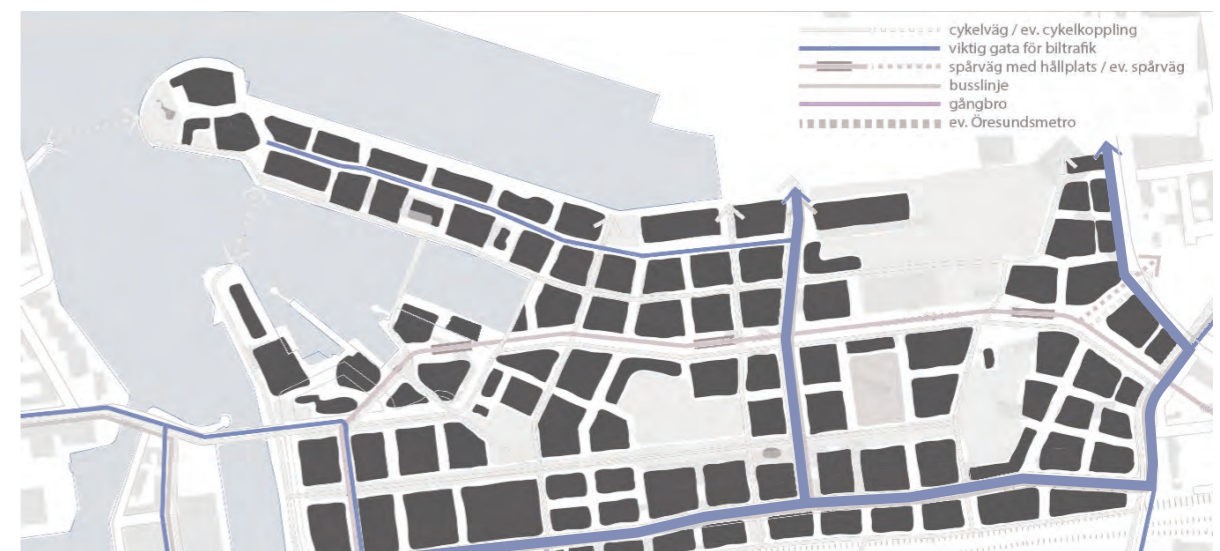 cykelväg / ev. cykelkoppling
viktig gata för biltrafik
spårväg med hållplats / ev. spårväg
busslinje
gångbro
ev. Öresundsmetro